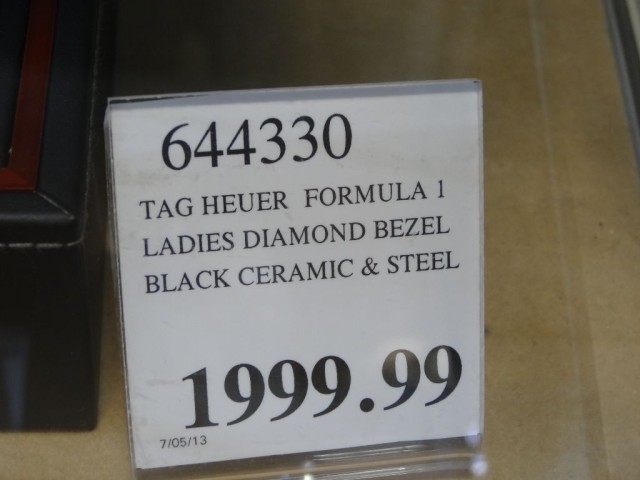 644330
TAG HEUER FORMULA 1
LADIES DIAMOND BEZEL
BLACK CERAMIC & STEEL
1999.99
7/05/13